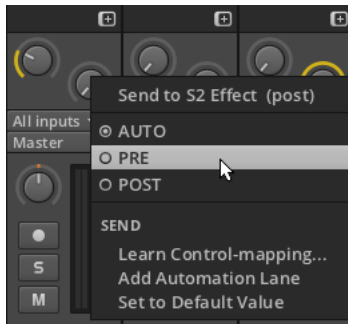 Send to S2 Effect (post)
All inputs
AUTO
Master
PRE
POST
SEND
Learn Control-mapping...
S
Add Automation Lane
M
Set to Default Value